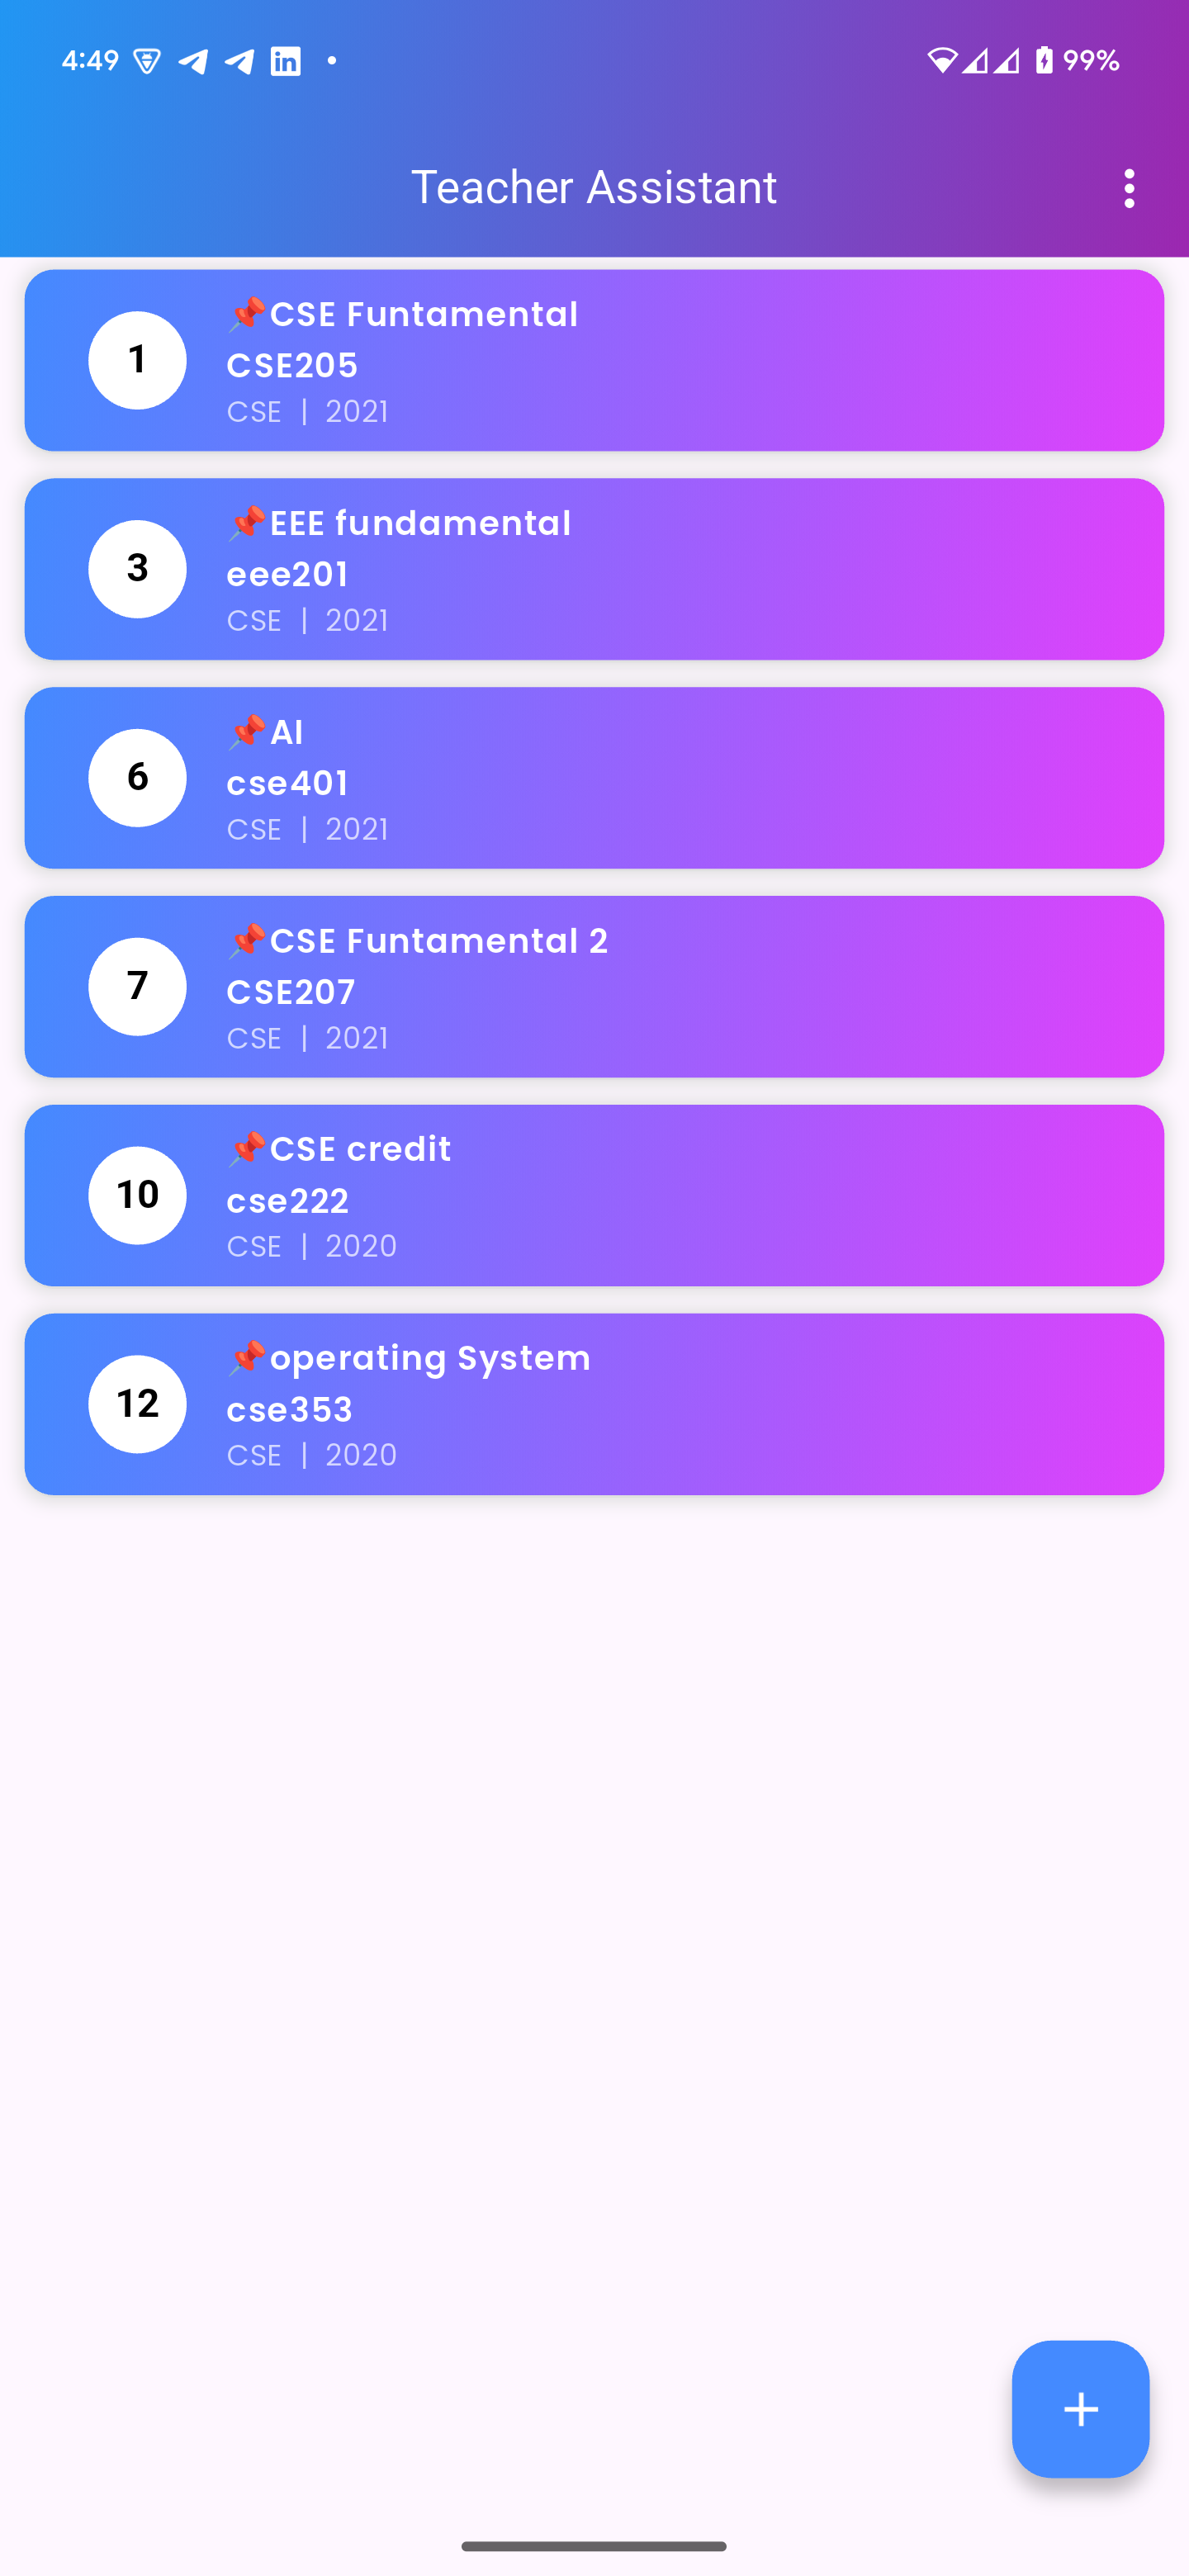 4:49
99%
Teacher Assistant
1
📌CSE Funtamental
CSE205
CSE | 2021
3
📌EEE fundamental
eee201
CSE | 2021
6
📌AI
cse401
CSE | 2021
7
📌CSE Funtamental 2
CSE207
CSE | 2021
10
📌CSE credit
cse222
CSE | 2020
12
📌operating System
cse353
CSE | 2020